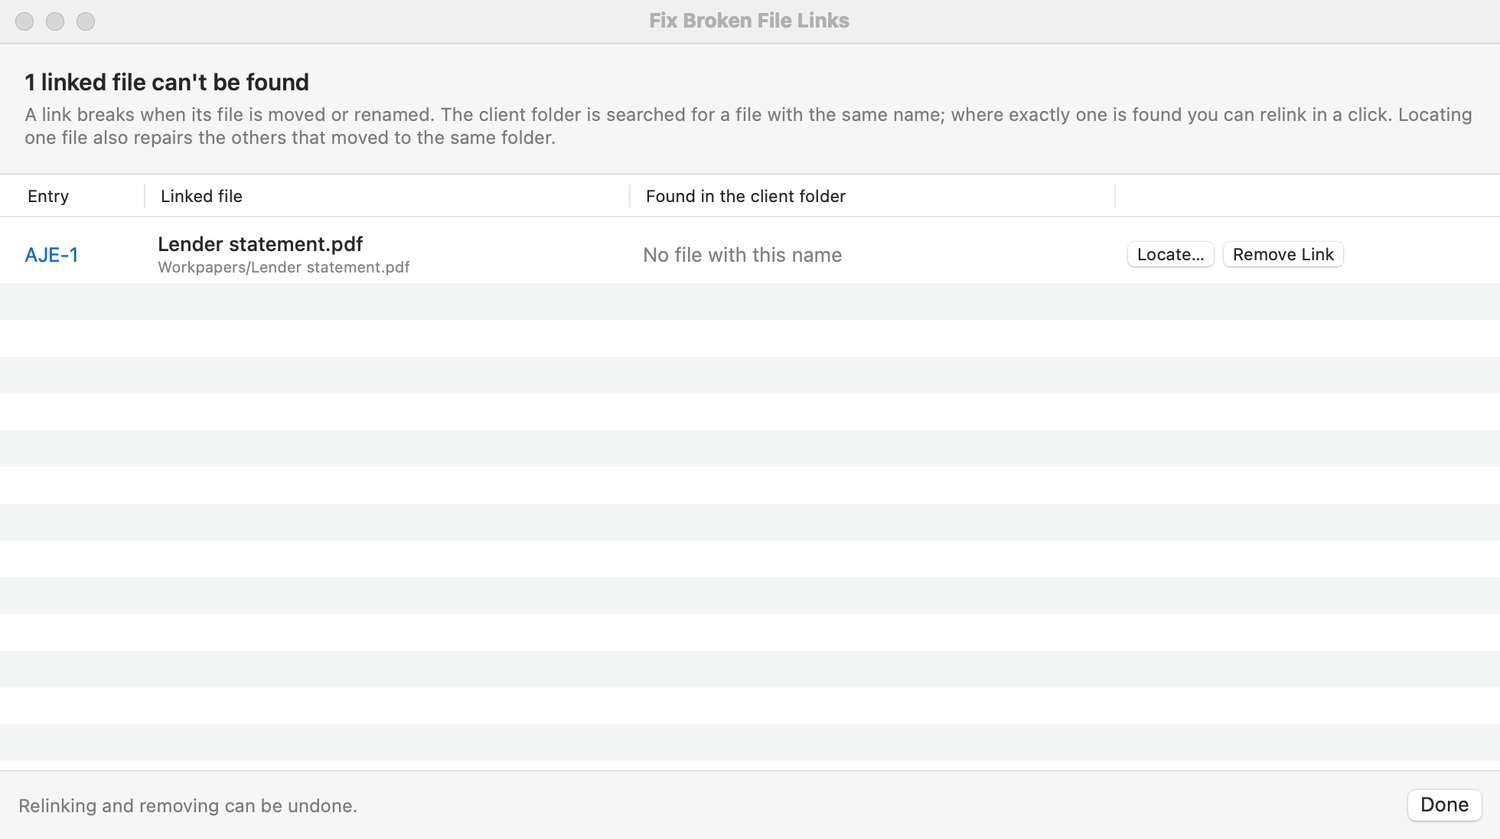 Fix Broken File Links
1 linked file can't be found
A link breaks when its file is moved or renamed. The client folder is searched for a file with the same name; where exactly one is found you can relink in a click. Locating
one file also repairs the others that moved to the same folder.
Entry Linked file Found in the client folder
AJE-1 Lender statement.pdf No file with this name Locate... Remove Link
Workpapers/Lender statement.pdf
Relinking and removing can be undone. Done